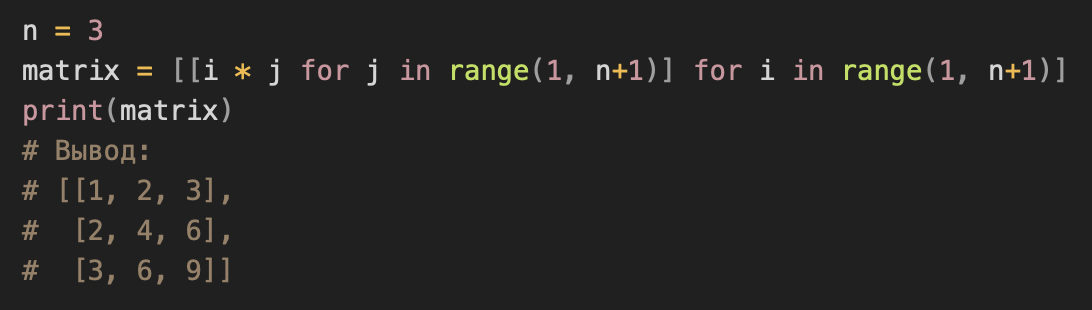 n = 3
matrix = [[i * j for j in range(1, n+1)] for i in range(1, n+1)]
print(matrix)
# Вывод:
# [[1, 2, 3],
#  [2, 4, 6],
#  [3, 6, 9]]